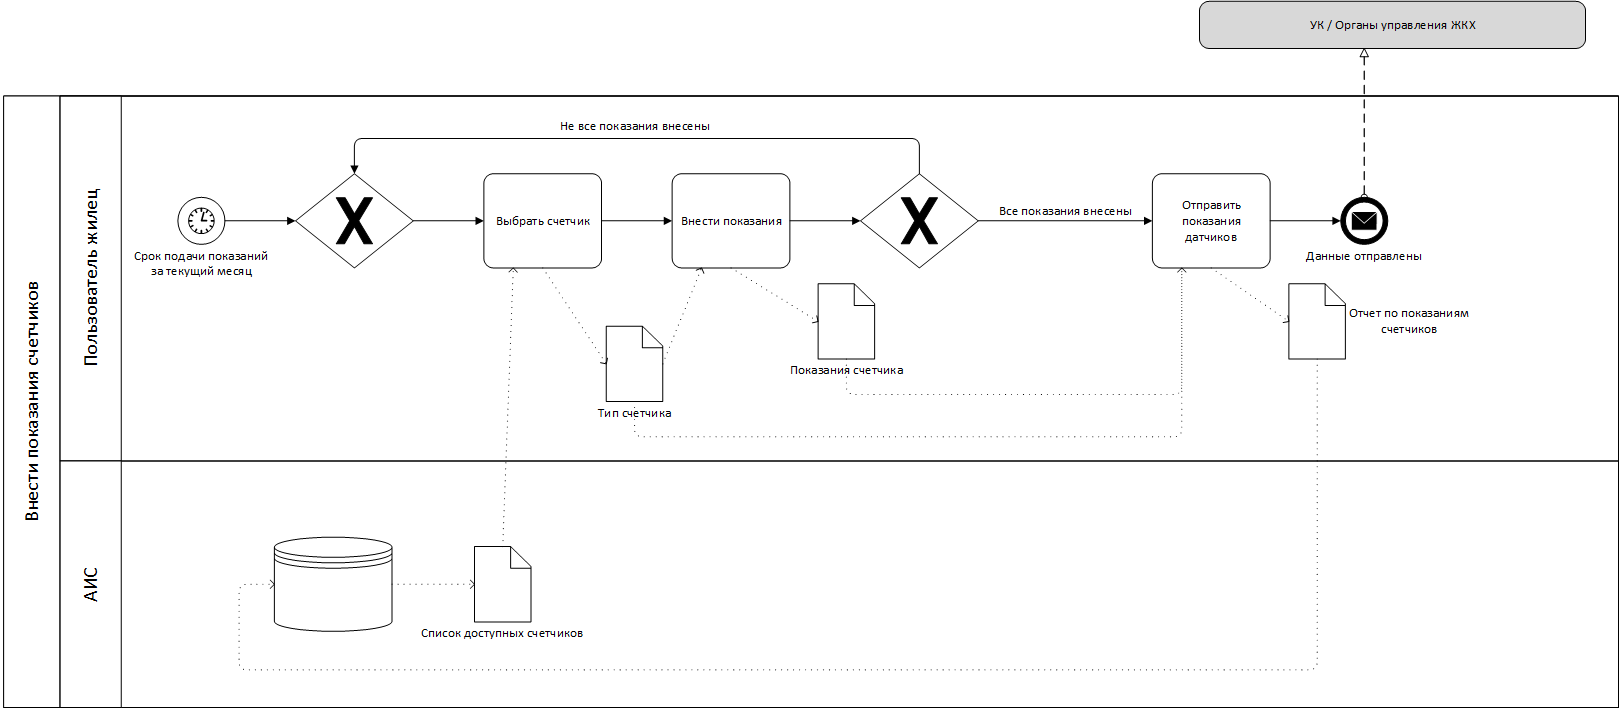 УК / Органы управления ЖКХ
Внести показания счетчиков
Пользователь жилец
Не все показания внесены
Срок подачи показаний
за текущий месяц
X
Выбрать счетчик
Внести показания
X
Все показания внесены
Отправить
показания
датчиков
Данные отправлены
Отчет по показаниям
счетчиков
Показания счетчика
Тип счетчика
АИС
Список доступных счетчиков